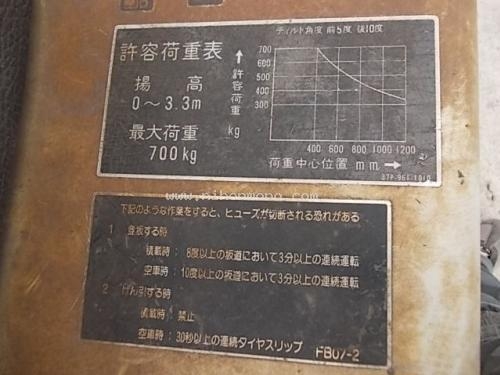 ティルト角度 前5度 後10度
許容荷重表
揚 高
0～3.3m
最大荷重
700kg
許容荷重
kg
700
600
500
400
300
400 600 800 1000 1200
荷重中心位置 mm
37P-961-1010
www.nihonmono.com
下記のような作業をすると、ヒューズが切断される恐れがある
1 登坂する時
積載時：8度以上の坂道において3分以上の連続運転
空車時：10度以上の坂道において3分以上の連続運転
2 けん引する時
積載時：禁止
空車時：30秒以上の連続タイヤスリップ FB07-2